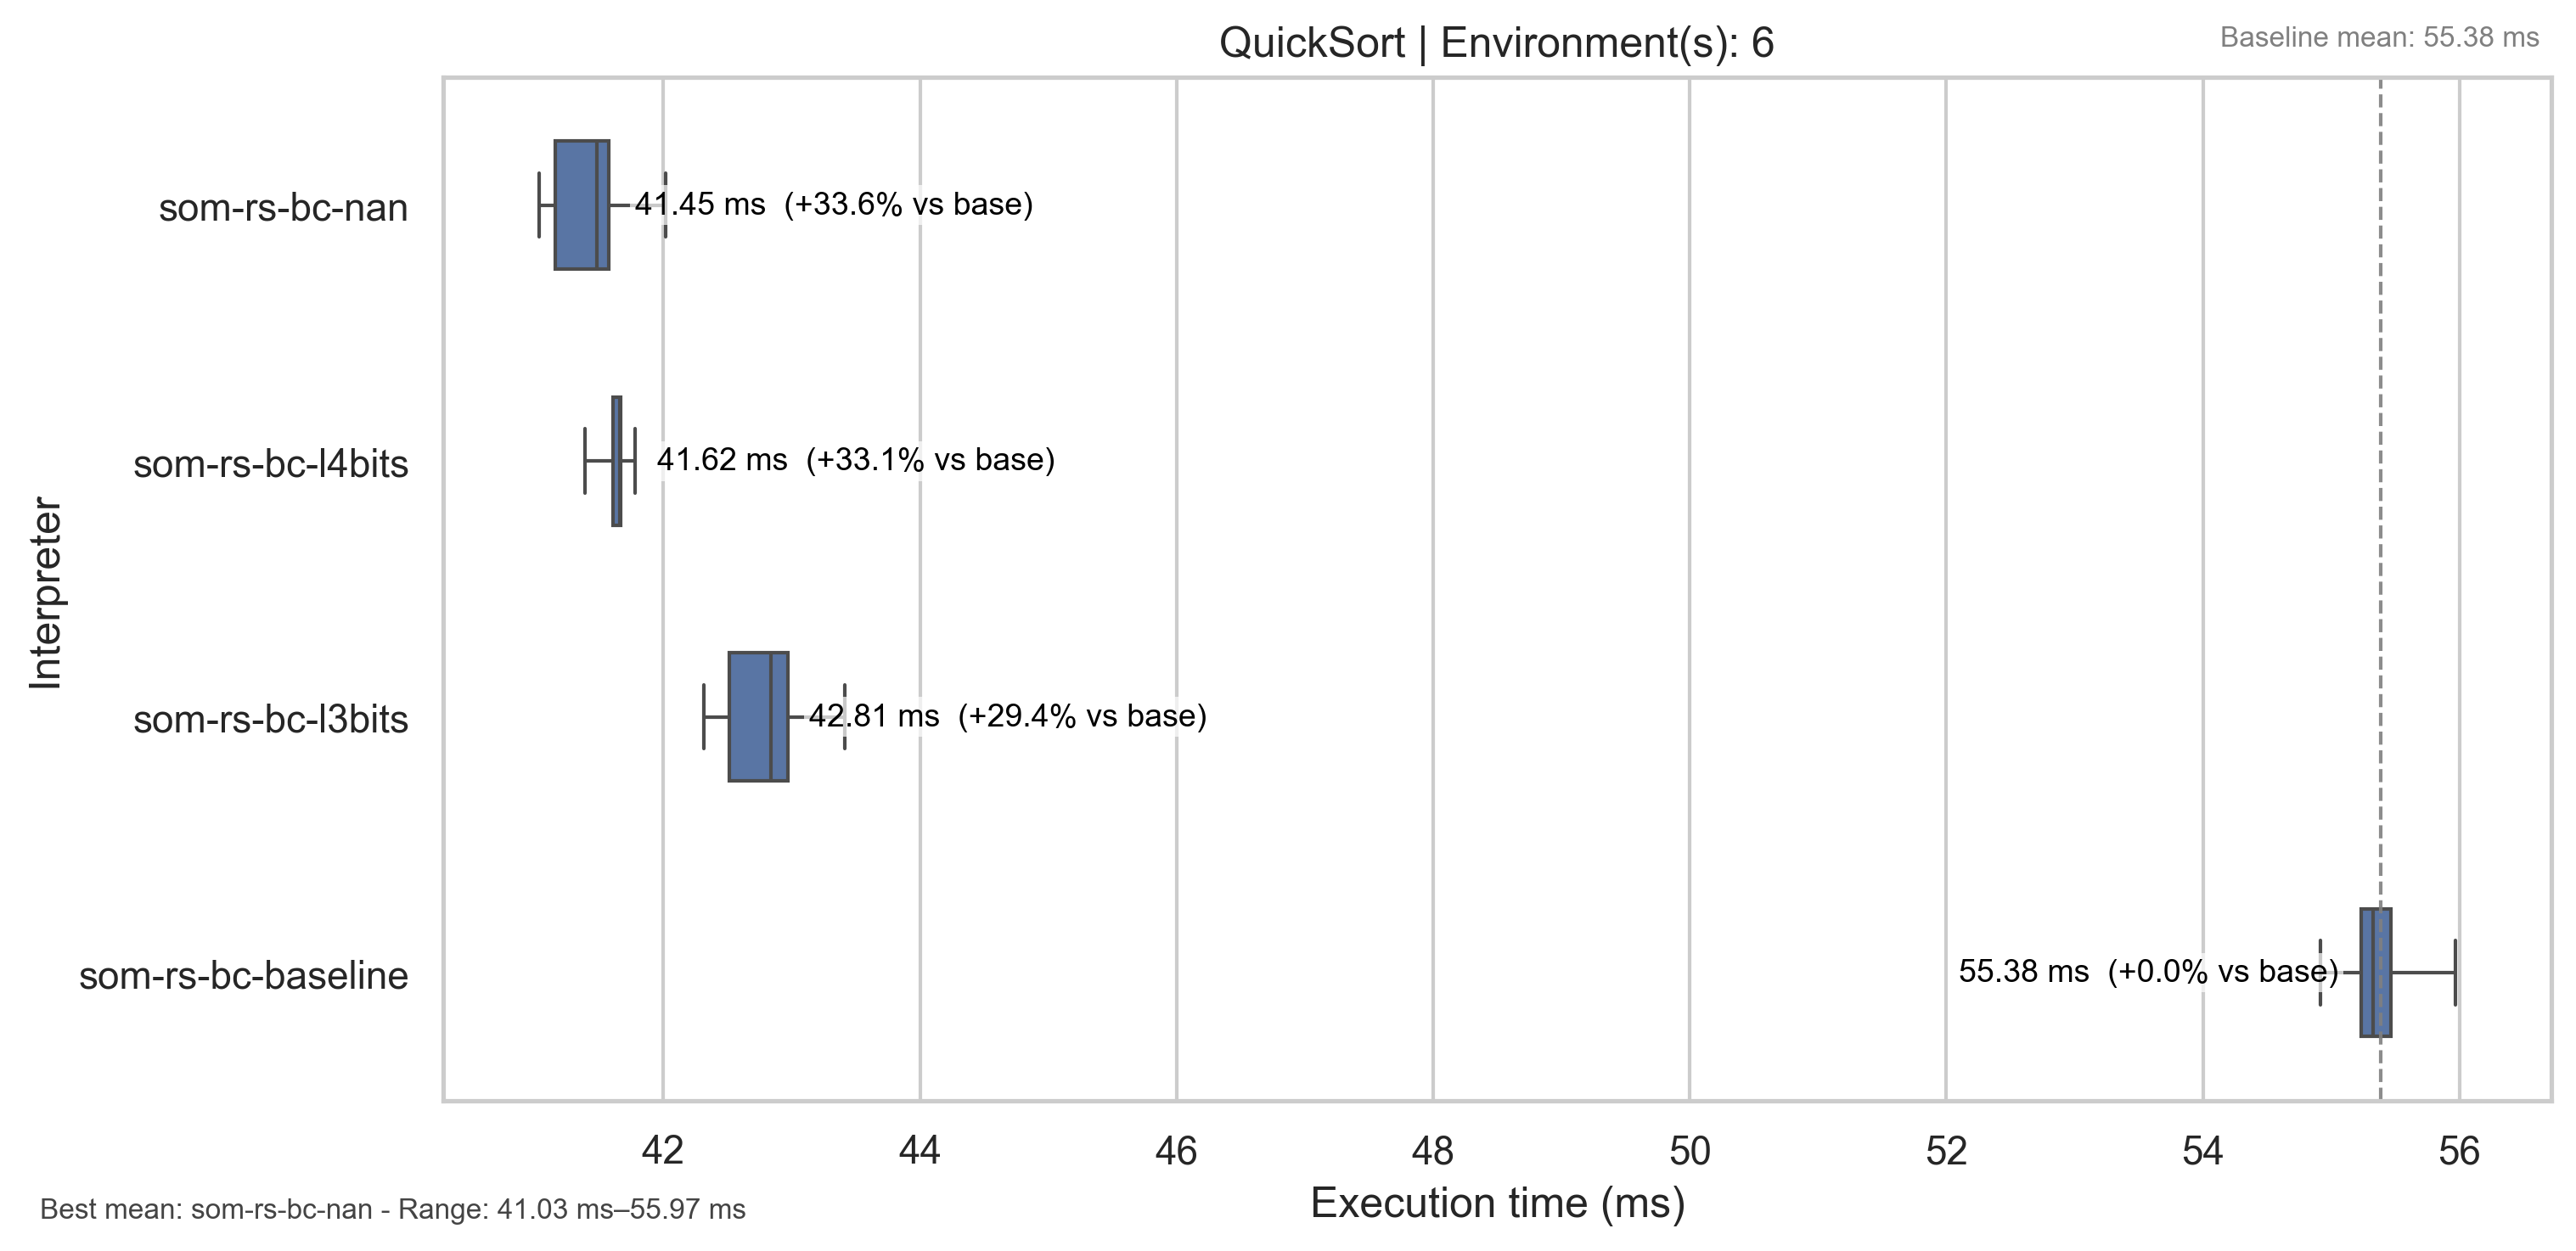 QuickSort | Environment(s): 6
Baseline mean: 55.38 ms
som-rs-bc-nan
41.45 ms (+33.6% vs base)
som-rs-bc-l4bits
41.62 ms (+33.1% vs base)
som-rs-bc-l3bits
42.81 ms (+29.4% vs base)
som-rs-bc-baseline
55.38 ms (+0.0% vs base)
Interpreter
42 44 46 48 50 52 54 56
Execution time (ms)
Best mean: som-rs-bc-nan - Range: 41.03 ms–55.97 ms